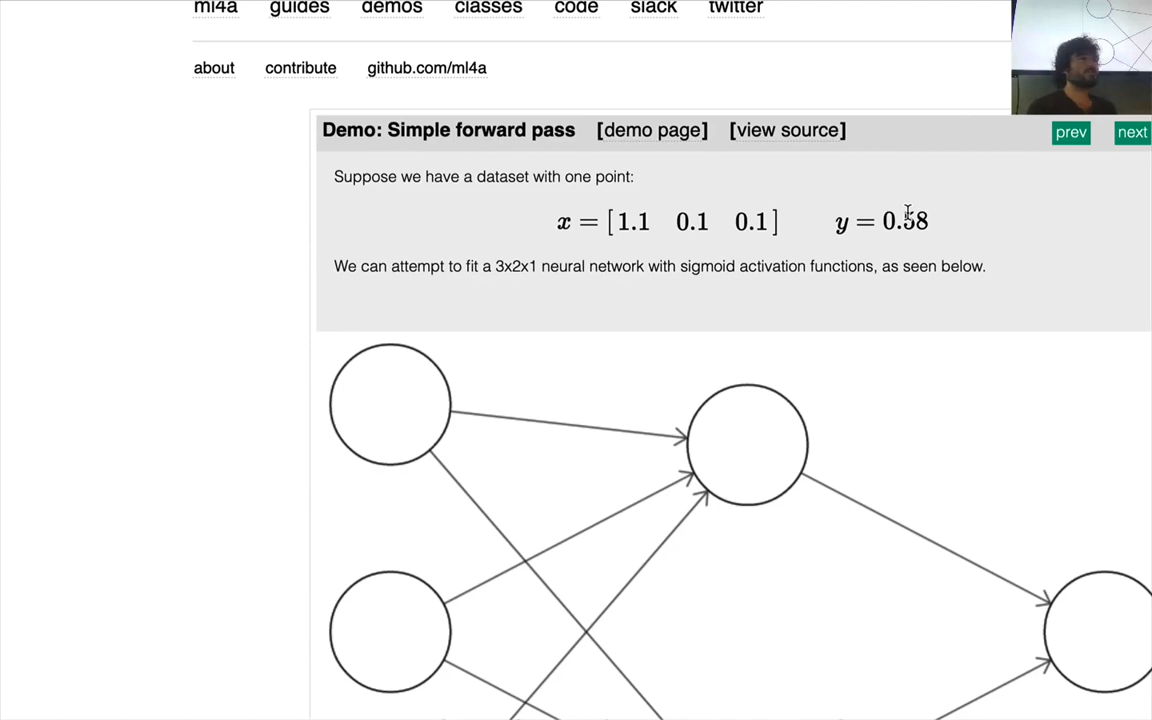 ml4a guides demos classes code slack twitter
about contribute github.com/ml4a
Demo: Simple forward pass [demo page] [view source] prev next
Suppose we have a dataset with one point:
x = [1.1 0.1 0.1] y = 0.58
We can attempt to fit a 3x2x1 neural network with sigmoid activation functions, as seen below.